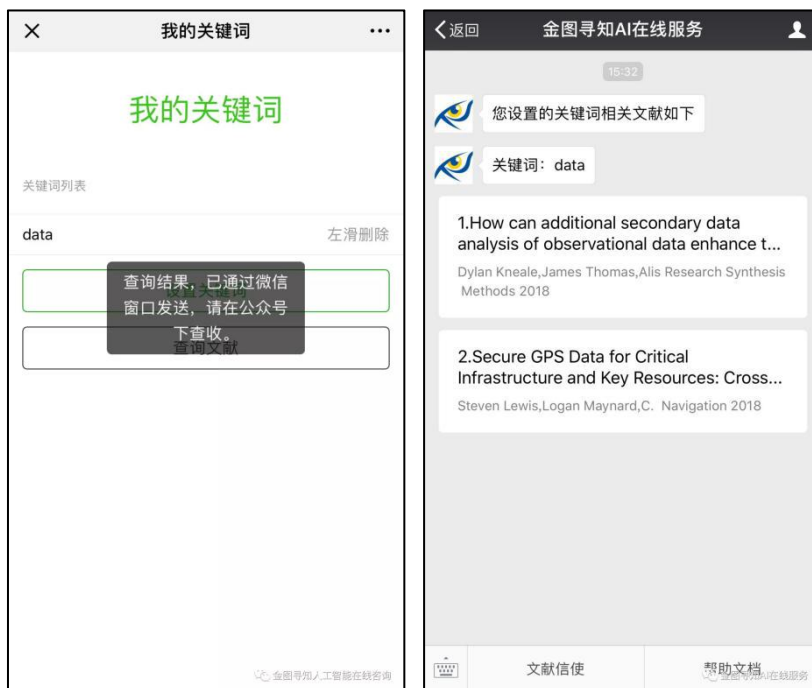 我的关键词
我的关键词
关键词列表
data 左滑删除
设置关键词
查询结果，已通过微信
窗口发送，请在公众号
下查收。
查询文献
金图寻知人工智能在线咨询
返回 金图寻知AI在线服务
15:32
您设置的关键词相关文献如下
关键词：data
1.How can additional secondary data
analysis of observational data enhance t...
Dylan Kneale,James Thomas,Alis Research Synthesis
Methods 2018
2.Secure GPS Data for Critical
Infrastructure and Key Resources: Cross...
Steven Lewis,Logan Maynard,C. Navigation 2018
文献信使 帮助文档
金图寻知AI在线服务